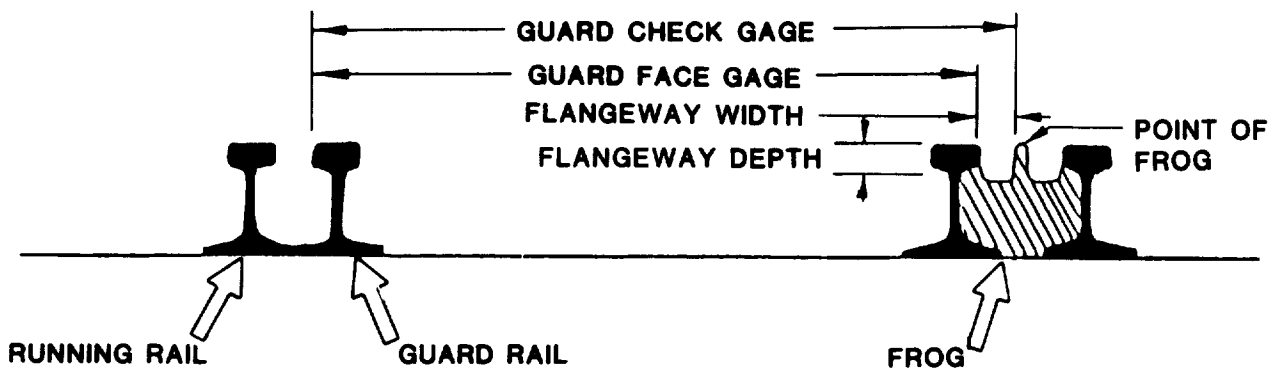 GUARD CHECK GAGE
GUARD FACE GAGE
FLANGEWAY WIDTH
FLANGEWAY DEPTH
POINT OF
FROG
RUNNING RAIL
GUARD RAIL
FROG